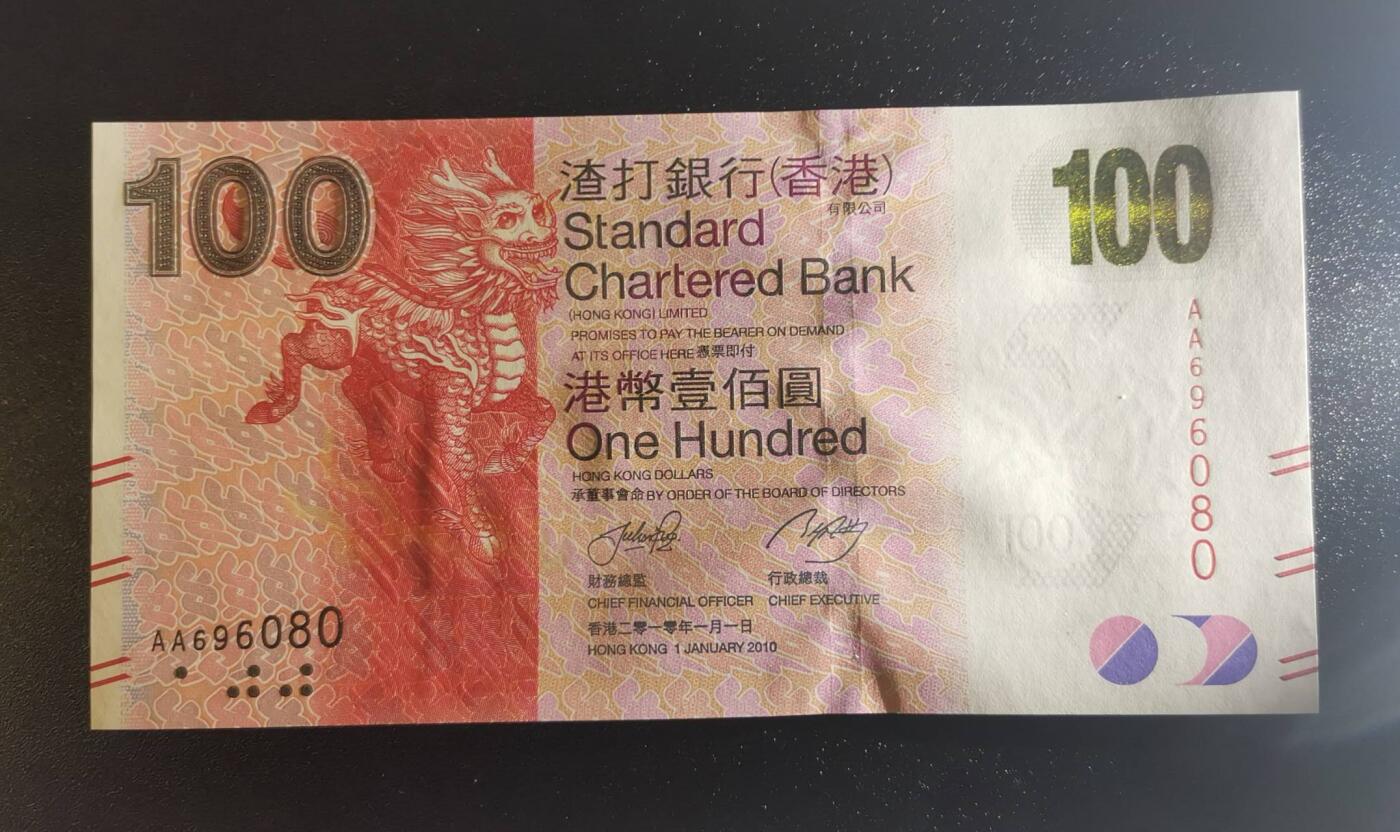 100
渣打銀行(香港)
有限公司
Standard
Chartered Bank
(HONG KONG) LIMITED
PROMISES TO PAY THE BEARER ON DEMAND
AT ITS OFFICE HERE 憑票即付
港幣壹佰圓
One Hundred
HONG KONG DOLLARS
承董事會命 BY ORDER OF THE BOARD OF DIRECTORS
財務總監 行政總裁
CHIEF FINANCIAL OFFICER CHIEF EXECUTIVE
香港二零一零年一月一日
HONG KONG 1 JANUARY 2010
AA696080
100
AA696080
100